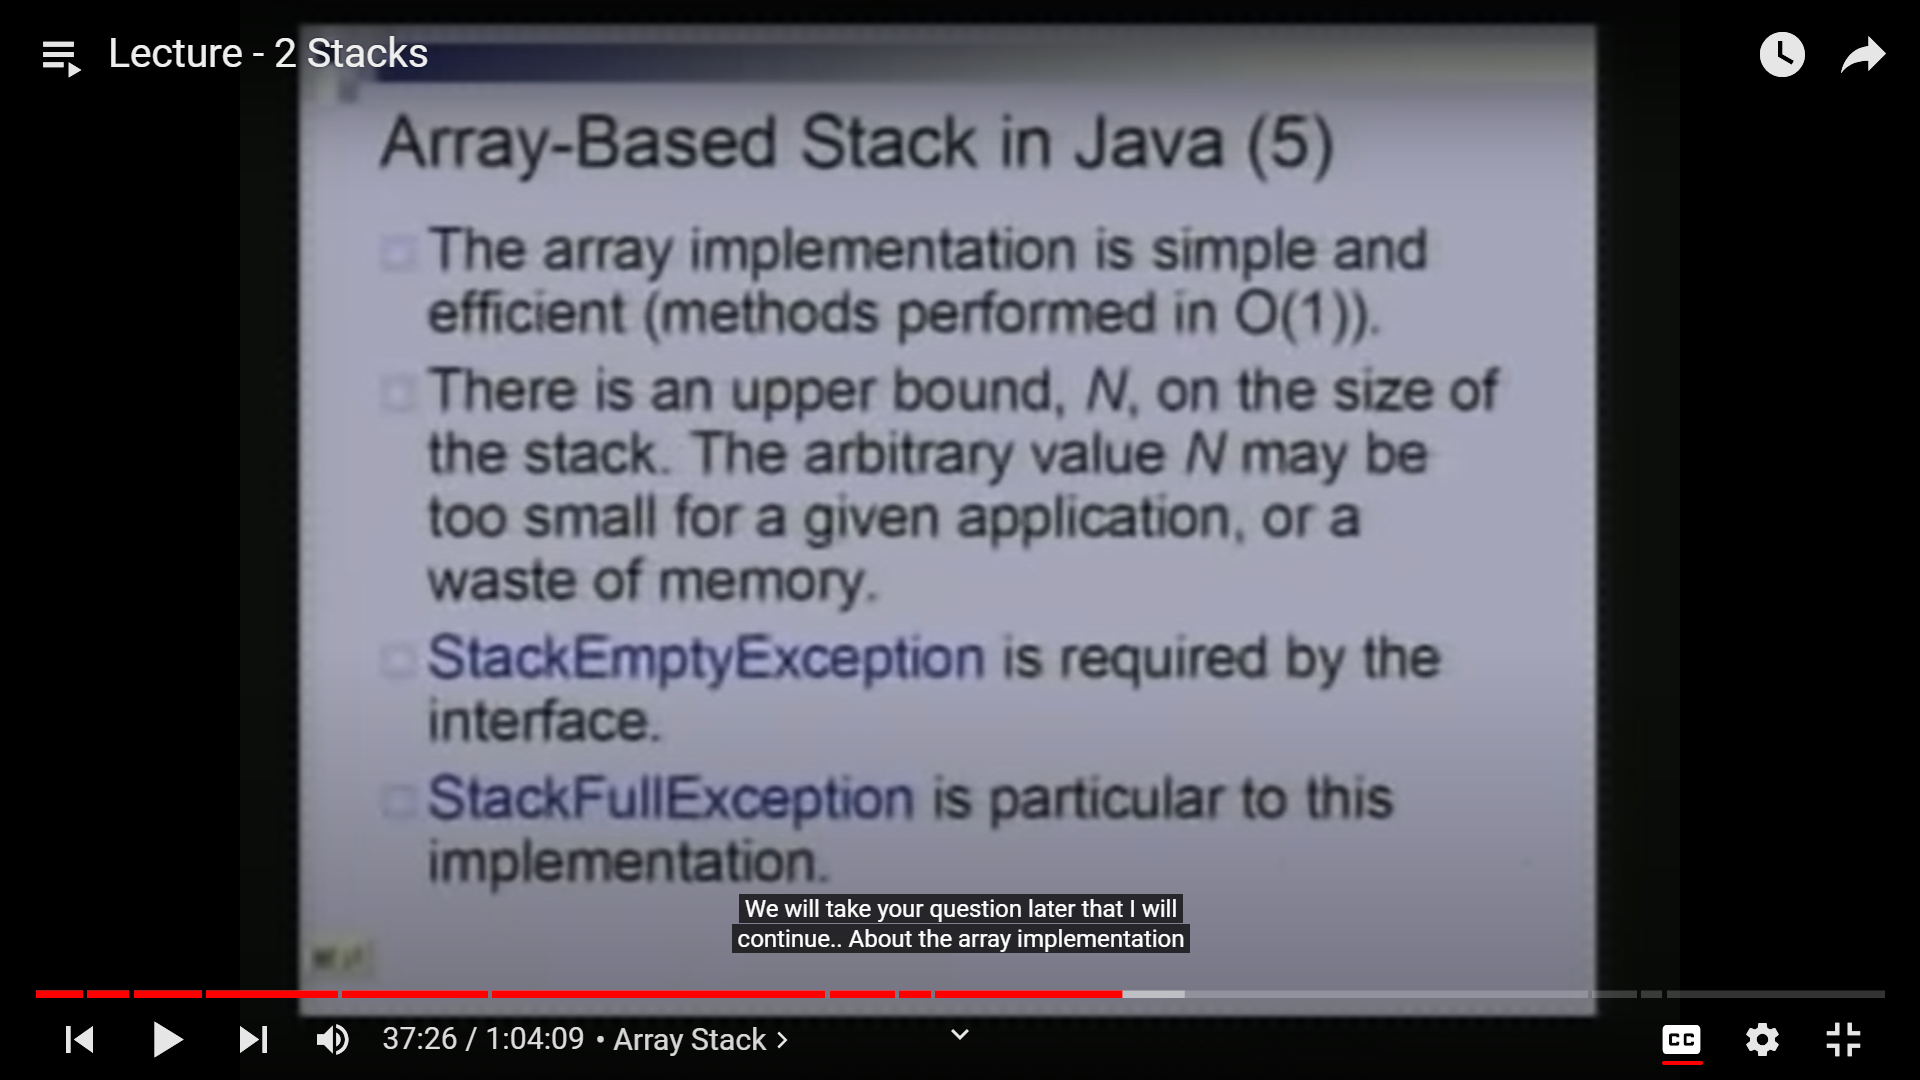 Lecture - 2 Stacks
Array-Based Stack in Java (5)
The array implementation is simple and
efficient (methods performed in O(1)).
There is an upper bound, N, on the size of
the stack. The arbitrary value N may be
too small for a given application, or a
waste of memory.
StackEmptyException is required by the
interface.
StackFullException is particular to this
implementation.
We will take your question later that I will
continue.. About the array implementation
37:26 / 1:04:09 • Array Stack >
CC